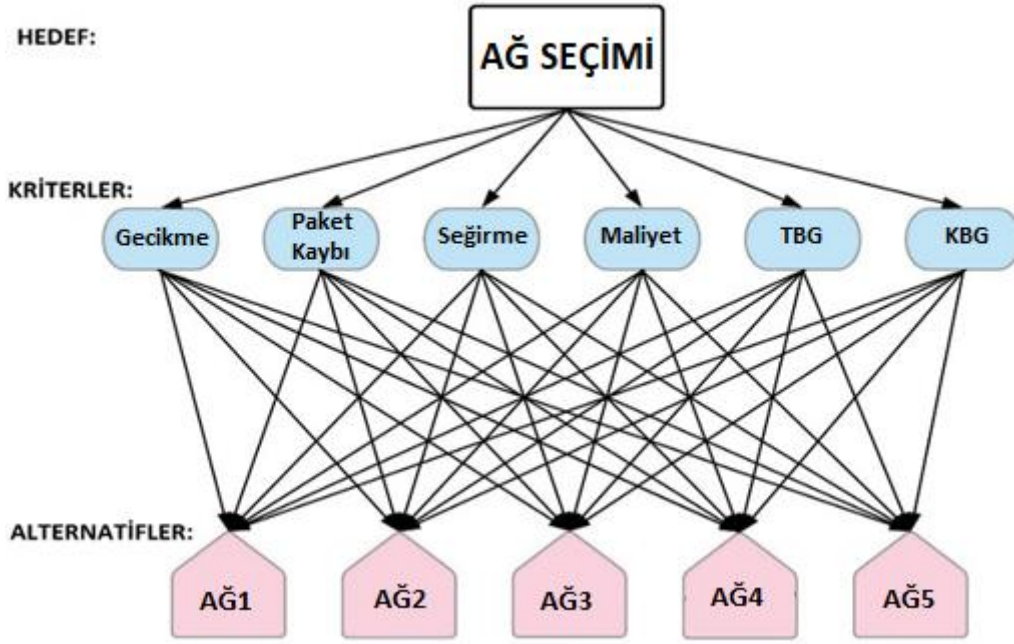 HEDEF:
AĞ SEÇİMİ
KRİTERLER:
Gecikme
Paket
Kaybı
Seğirme
Maliyet
TBG
KBG
ALTERNATİFLER:
AĞ1
AĞ2
AĞ3
AĞ4
AĞ5